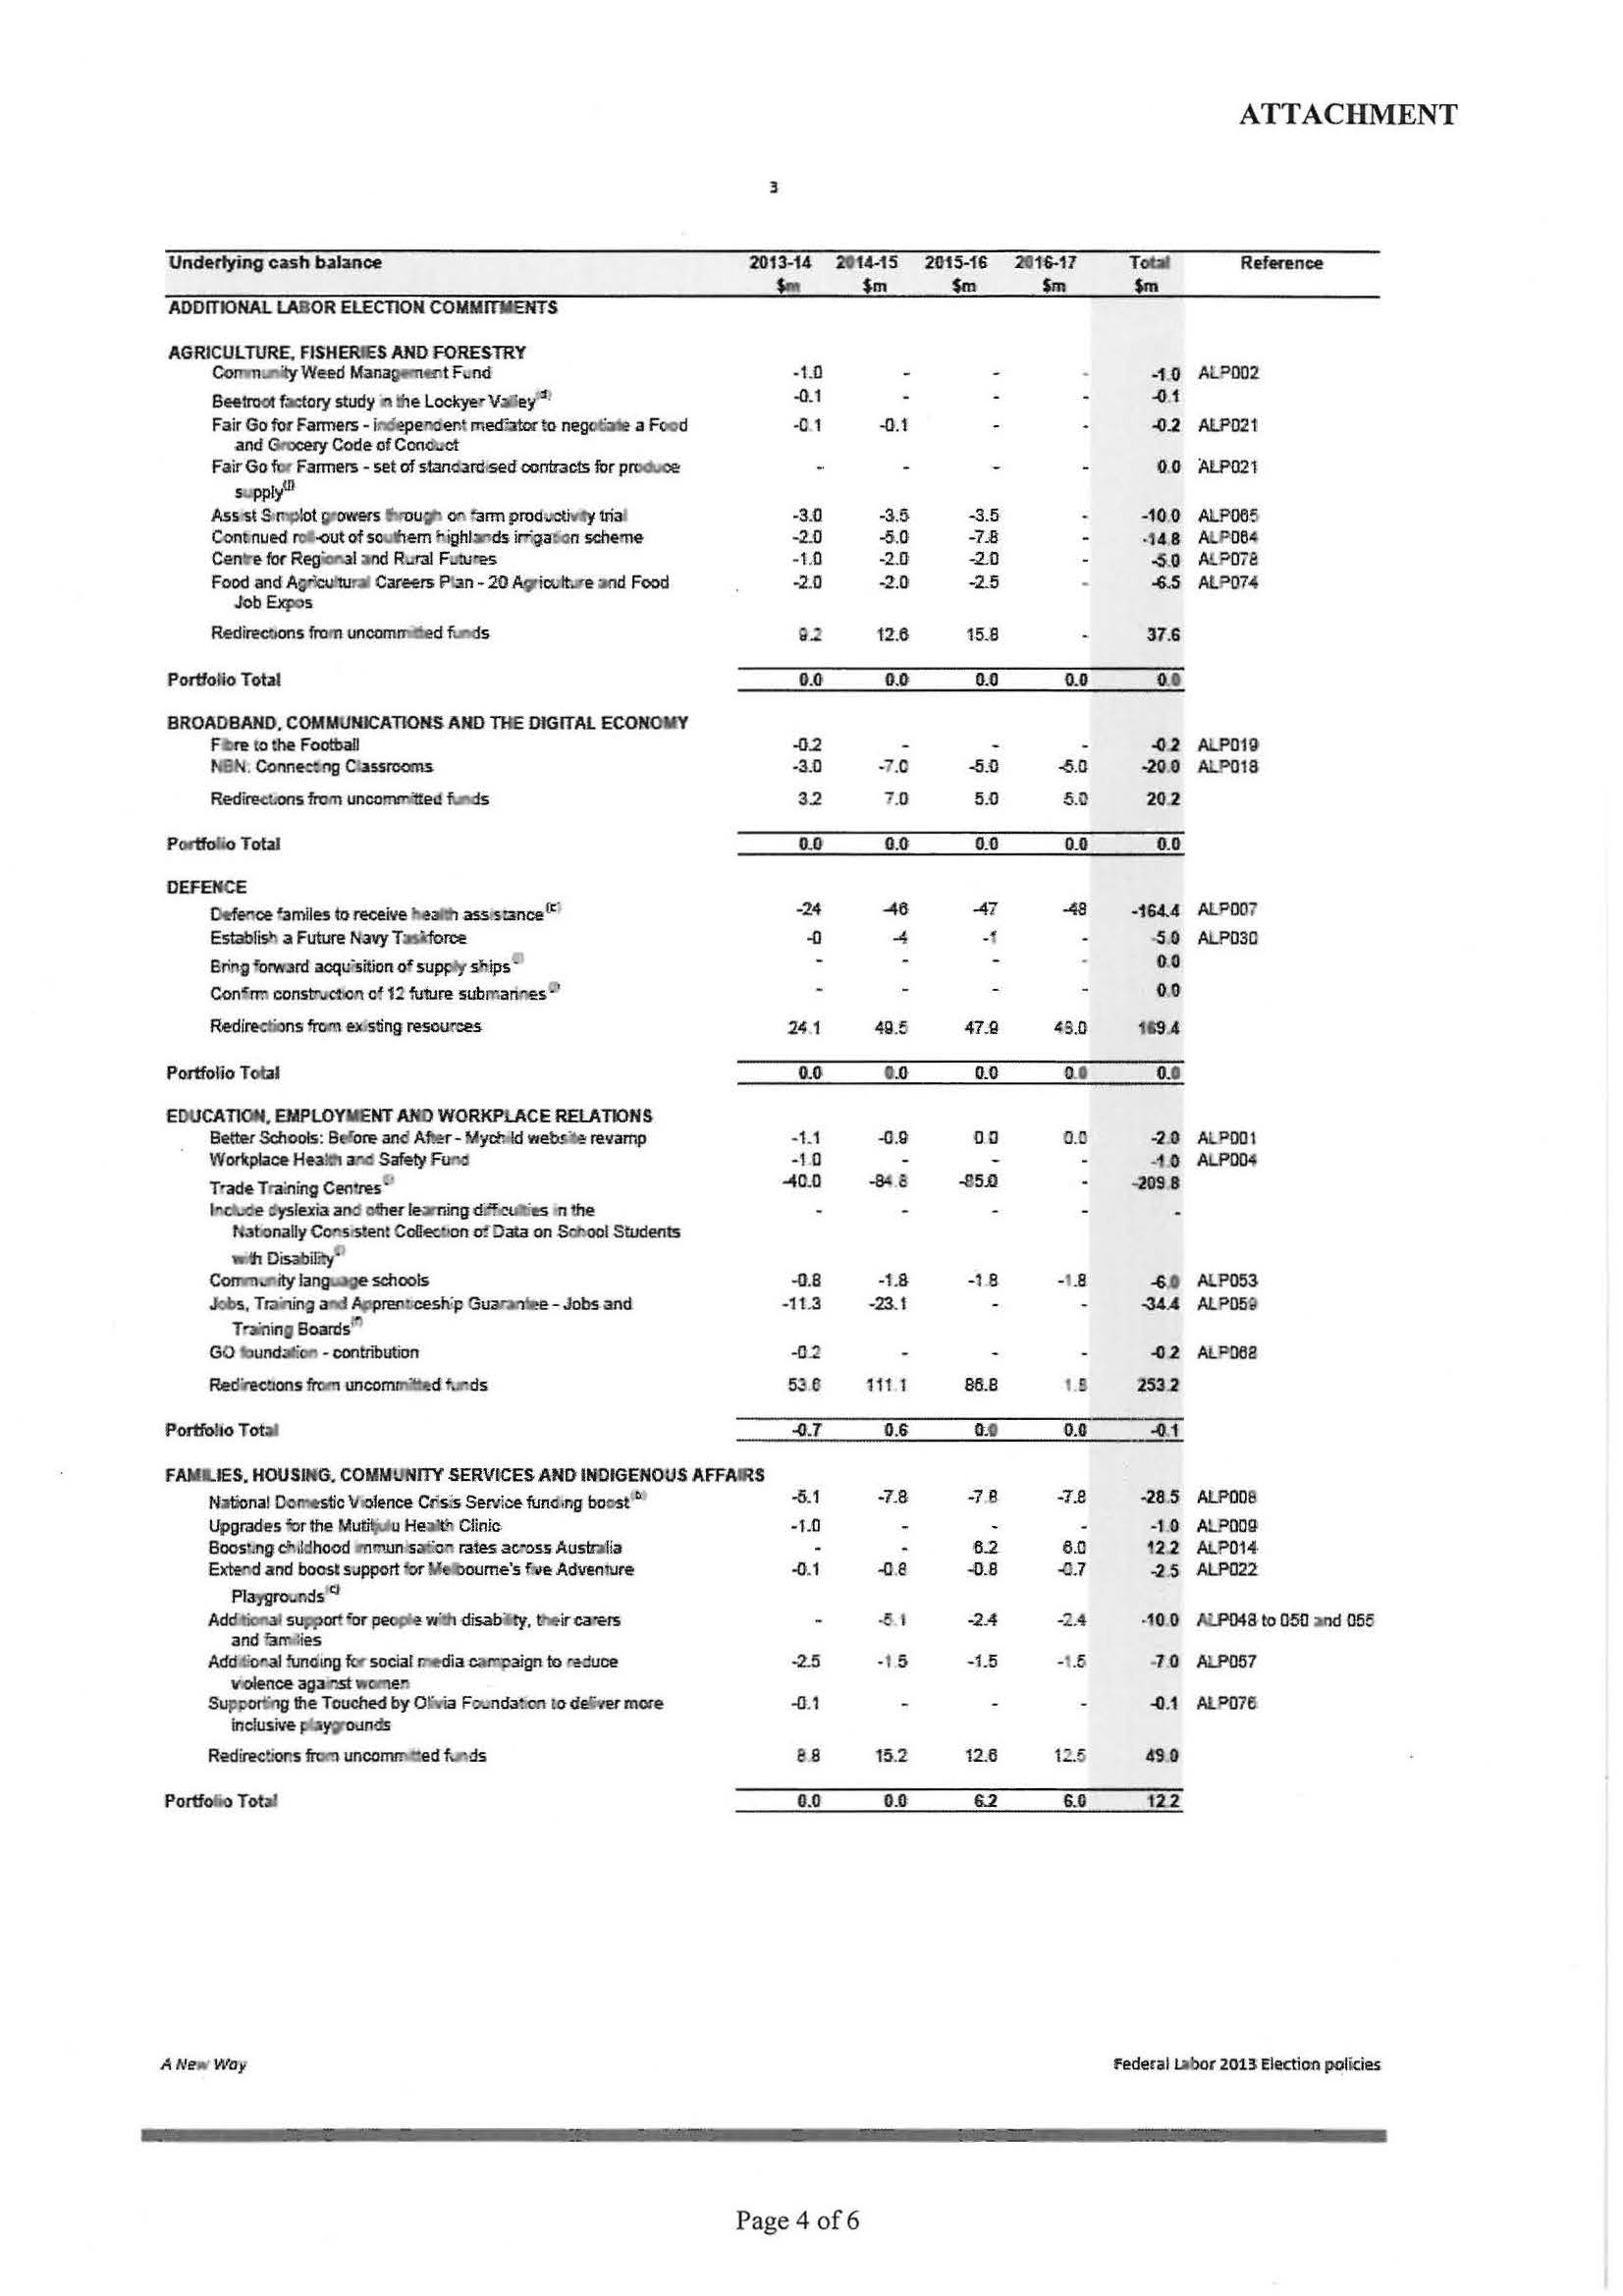 ATTACHMENT
3
Underlying cash balance 2013-14 2014-15 2015-16 2016-17 Total Reference
$m $m $m $m $m
ADDITIONAL LABOR ELECTION COMMITMENTS
AGRICULTURE, FISHERIES AND FORESTRY
Community Weed Management Fund -1.0 - - - -1.0 ALP002
Beetroot factory study in the Lockyer Valley -0.1 - - - -0.1
Fair Go for Farmers - independent mediator to negotiate a Food -0.1 -0.1 - - -0.2 ALP021
and Grocery Code of Conduct
Fair Go for Farmers - set of standardised contracts for produce - - - - 0.0 ALP021
supply
Assist Simplot growers through on farm productivity trial -3.0 -3.5 -3.5 - -10.0 ALP065
Continued roll-out of southern highlands irrigation scheme -2.0 -5.0 -7.8 - -14.8 ALP064
Centre for Regional and Rural Futures -1.0 -2.0 -2.0 - -5.0 ALP078
Food and Agricultural Careers Plan - 20 Agriculture and Food -2.0 -2.0 -2.5 - -6.5 ALP074
Job Expos
Redirections from uncommitted funds 9.2 12.6 15.8 - 37.6
Portfolio Total 0.0 0.0 0.0 0.0 0.0
BROADBAND, COMMUNICATIONS AND THE DIGITAL ECONOMY
Fibre to the Football -0.2 - - - -0.2 ALP019
NBN: Connecting Classrooms -3.0 -7.0 -5.0 -5.0 -20.0 ALP018
Redirections from uncommitted funds 3.2 7.0 5.0 5.0 20.2
Portfolio Total 0.0 0.0 0.0 0.0 0.0
DEFENCE
Defence familes to receive health assistance (c) -24 -46 -47 -48 -164.4 ALP007
Establish a Future Navy Taskforce -0 -4 -1 - -5.0 ALP030
Bring forward acquisition of supply ships - - - - 0.0
Confirm construction of 12 future submarines - - - - 0.0
Redirections from existing resources 24.1 49.5 47.9 48.0 169.4
Portfolio Total 0.0 0.0 0.0 0.0 0.0
EDUCATION, EMPLOYMENT AND WORKPLACE RELATIONS
Better Schools: Before and After - Mychild website revamp -1.1 -0.9 0.0 0.0 -2.0 ALP001
Workplace Health and Safety Fund -1.0 - - - -1.0 ALP004
Trade Training Centres -40.0 -84.8 -85.0 - -209.8
Include dyslexia and other learning difficulties in the - - - - -
Nationally Consistent Collection of Data on School Students
with Disability
Community language schools -0.8 -1.8 -1.8 -1.8 -6.0 ALP053
Jobs, Training and Apprenticeship Guarantee - Jobs and -11.3 -23.1 - - -34.4 ALP059
Training Boards
GO foundation - contribution -0.2 - - - -0.2 ALP068
Redirections from uncommitted funds 53.6 111.1 86.8 1.8 253.2
Portfolio Total -0.7 0.6 0.0 0.0 -0.1
FAMILIES, HOUSING, COMMUNITY SERVICES AND INDIGENOUS AFFAIRS
National Domestic Violence Crisis Service funding boost -5.1 -7.8 -7.8 -7.8 -28.5 ALP008
Upgrades for the Mutitjulu Health Clinic -1.0 - - - -1.0 ALP009
Boosting childhood immunisation rates across Australia - - 6.2 6.0 12.2 ALP014
Extend and boost support for Melbourne's five Adventure -0.1 -0.8 -0.8 -0.7 -2.5 ALP022
Playgrounds
Additional support for people with disability, their carers - -5.1 -2.4 -2.4 -10.0 ALP048 to 050 and 055
and families
Additional funding for social media campaign to reduce -2.5 -1.5 -1.5 -1.5 -7.0 ALP057
violence against women
Supporting the Touched by Olivia Foundation to deliver more -0.1 - - - -0.1 ALP076
inclusive playgrounds
Redirections from uncommitted funds 8.8 15.2 12.6 12.5 49.0
Portfolio Total 0.0 0.0 6.2 6.0 12.2
A New Way Federal Labor 2013 Election policies
Page 4 of 6